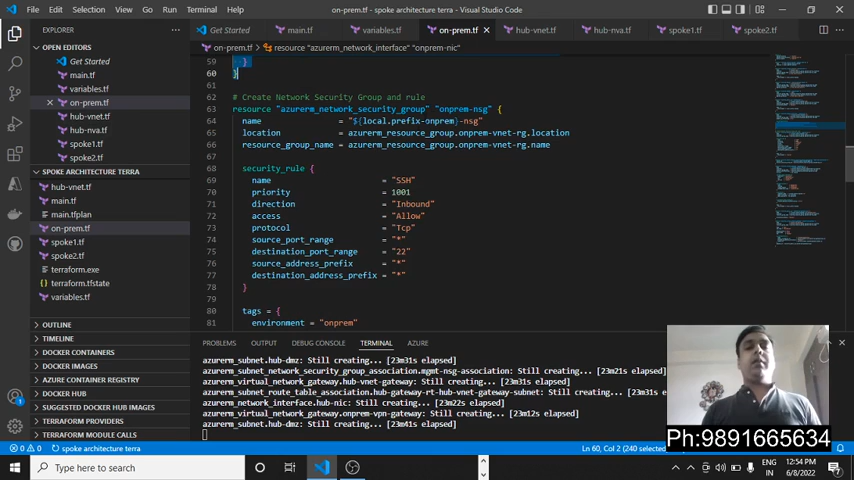 File Edit Selection View Go Run Terminal Help
on-prem.tf - spoke architecture terra - Visual Studio Code
EXPLORER
Get Started
main.tf
variables.tf
on-prem.tf
hub-vnet.tf
hub-nva.tf
spoke1.tf
spoke2.tf
on-prem.tf > resource "azurerm_network_interface" "onprem-nic"
OPEN EDITORS
Get Started
main.tf
variables.tf
on-prem.tf
hub-vnet.tf
hub-nva.tf
spoke1.tf
spoke2.tf
SPOKE ARCHITECTURE TERRA
hub-vnet.tf
main.tf
main.tfplan
on-prem.tf
spoke1.tf
spoke2.tf
terraform.exe
terraform.tfstate
variables.tf
OUTLINE
TIMELINE
DOCKER CONTAINERS
DOCKER IMAGES
AZURE CONTAINER REGISTRY
DOCKER HUB
SUGGESTED DOCKER HUB IMAGES
TERRAFORM PROVIDERS
TERRAFORM MODULE CALLS
59 }
60 }
61
62 # Create Network Security Group and rule
63 resource "azurerm_network_security_group" "onprem-nsg" {
64 name = "${local.prefix-onprem}-nsg"
65 location = azurerm_resource_group.onprem-vnet-rg.location
66 resource_group_name = azurerm_resource_group.onprem-vnet-rg.name
67
68 security_rule {
69 name = "SSH"
70 priority = 1001
71 direction = "Inbound"
72 access = "Allow"
73 protocol = "Tcp"
74 source_port_range = "*"
75 destination_port_range = "22"
76 source_address_prefix = "*"
77 destination_address_prefix = "*"
78 }
79
80 tags = {
81 environment = "onprem"
PROBLEMS OUTPUT DEBUG CONSOLE TERMINAL AZURE
azurerm_subnet.hub-dmz: Still creating... [23m31s elapsed]
azurerm_subnet_network_security_group_association.mgmt-nsg-association: Still creating... [23m31s elapsed]
azurerm_virtual_network_gateway.hub-vnet-gateway: Still creating... [23m31s elapsed]
azurerm_subnet_route_table_association.hub-gateway-rt-hub-vnet-gateway-subnet: Still creating... [23m31s e
azurerm_network_interface.hub-nic: Still creating... [23m22s elapsed]
azurerm_virtual_network_gateway.onprem-vpn-gateway: Still creating... [23m12s elapsed]
azurerm_subnet.hub-dmz: Still creating... [23m41s elapsed]
Ph:9891665634
0 0 spoke architecture terra
Ln 60, Col 2 (240 selected)
Type here to search
ENG
IN
12:54 PM
6/8/2022